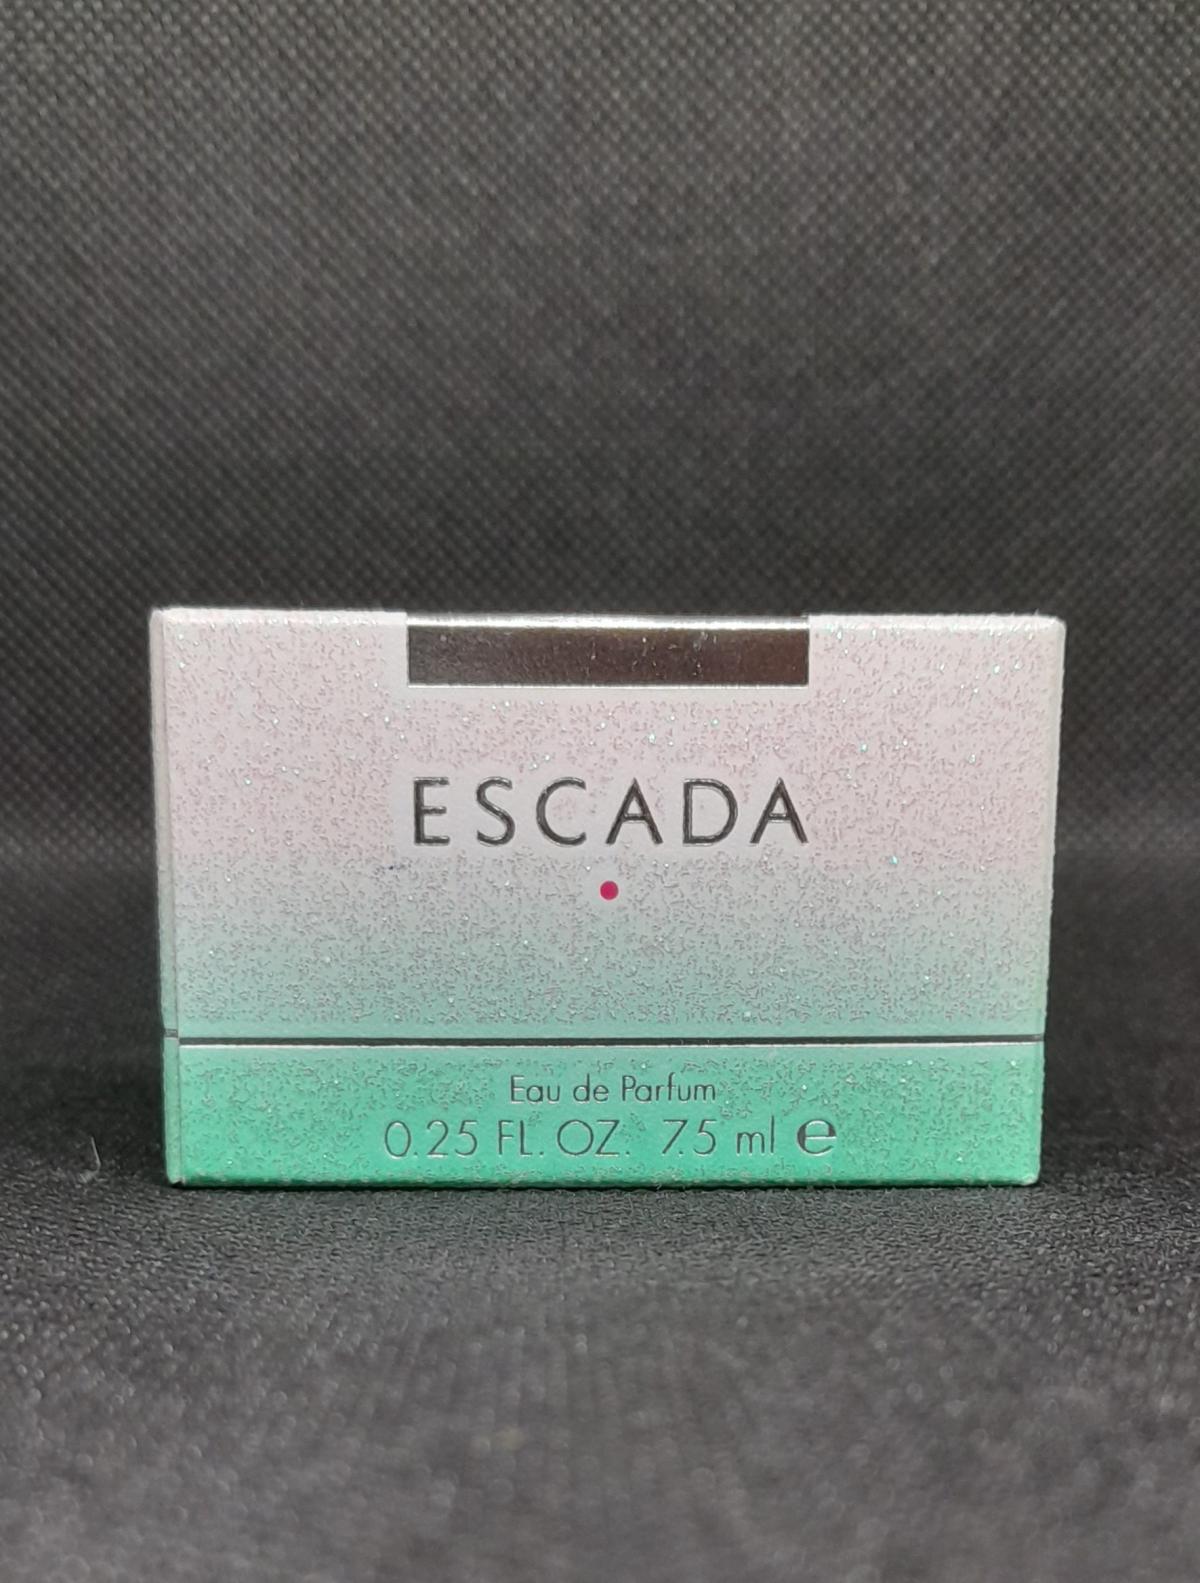 ESCADA
Eau de Parfum
0.25 FL. OZ. 7.5 ml e